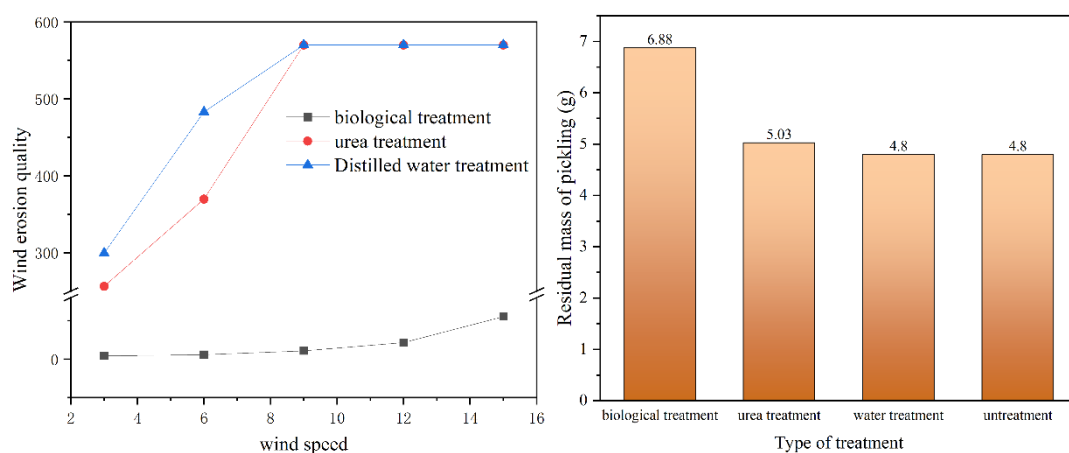 600
500
400
300
0
Wind erosion quality
biological treatment
urea treatment
Distilled water treatment
2
4
6
8
10
12
14
16
wind speed
7
6
5
4
3
2
1
0
Residual mass of pickling (g)
6.88
5.03
4.8
4.8
biological treatment
urea treatment
water treatment
untreatment
Type of treatment